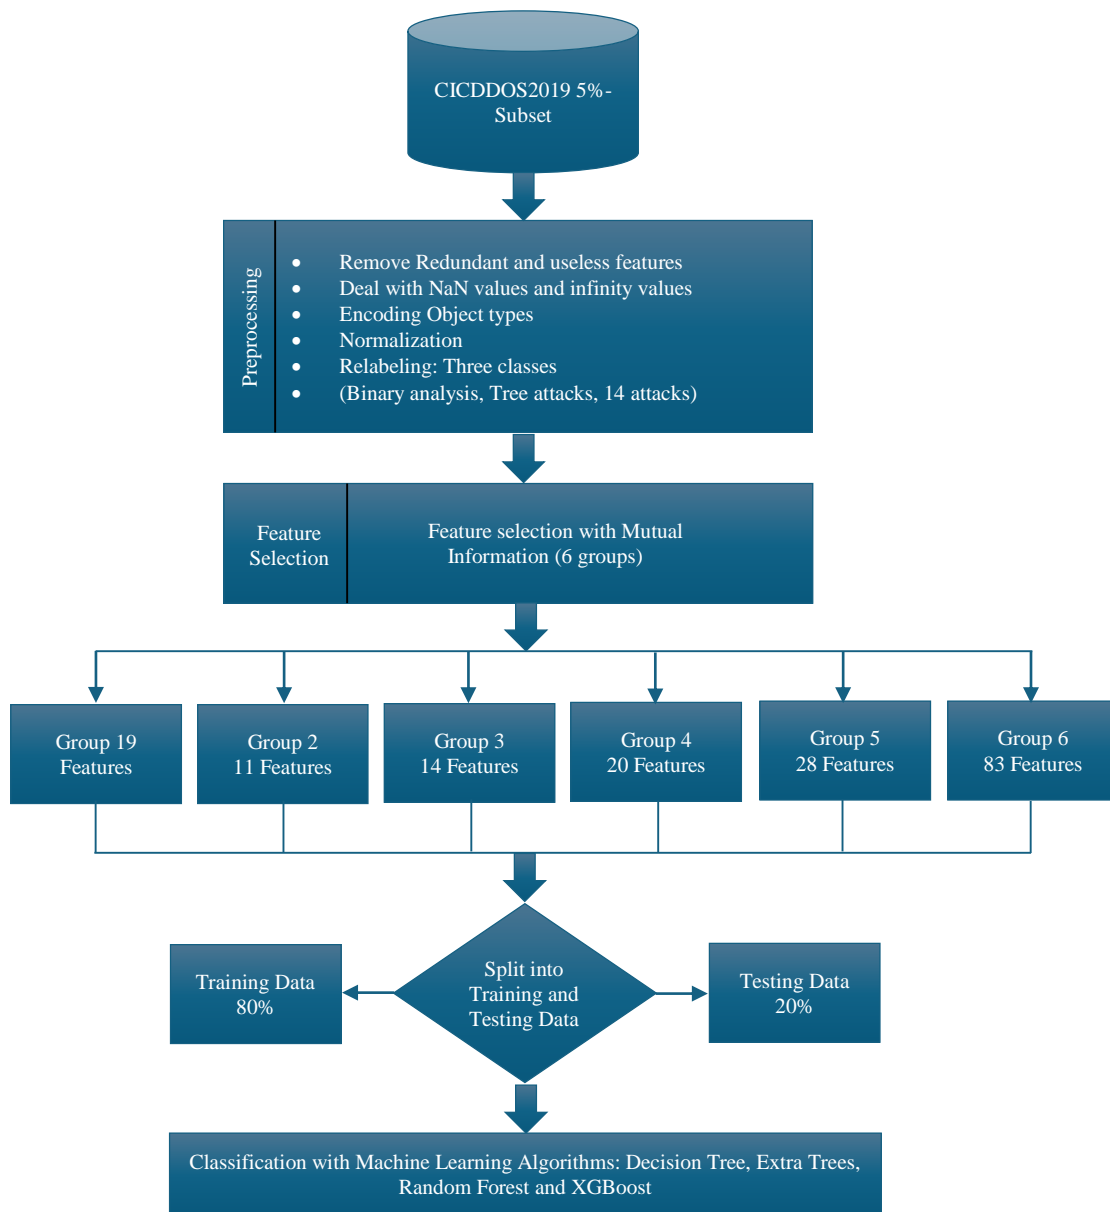 CICDDOS2019 5%-
Subset
Preprocessing
• Remove Redundant and useless features
• Deal with NaN values and infinity values
• Encoding Object types
• Normalization
• Relabeling: Three classes
• (Binary analysis, Tree attacks, 14 attacks)
Feature
Selection
Feature selection with Mutual
Information (6 groups)
Group 19
Features
Group 2
11 Features
Group 3
14 Features
Group 4
20 Features
Group 5
28 Features
Group 6
83 Features
Training Data
80%
Split into
Training and
Testing Data
Testing Data
20%
Classification with Machine Learning Algorithms: Decision Tree, Extra Trees,
Random Forest and XGBoost